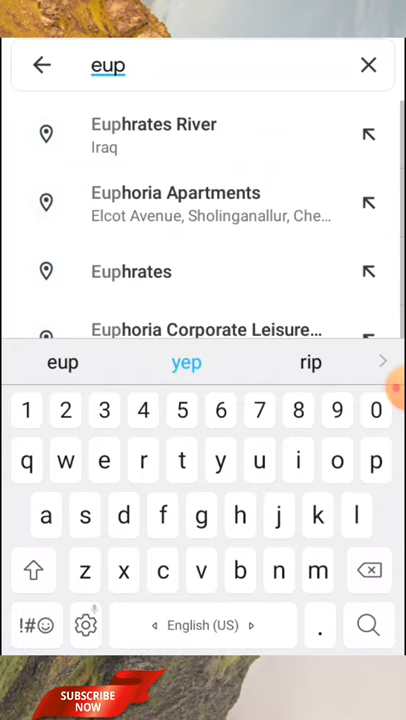 eup
Euphrates River
Iraq
Euphoria Apartments
Elcot Avenue, Sholinganallur, Che...
Euphrates
Euphoria Corporate Leisure...
eup yep rip
1 2 3 4 5 6 7 8 9 0
q w e r t y u i o p
a s d f g h j k l
z x c v b n m
!#☺ English (US) .
SUBSCRIBE
NOW